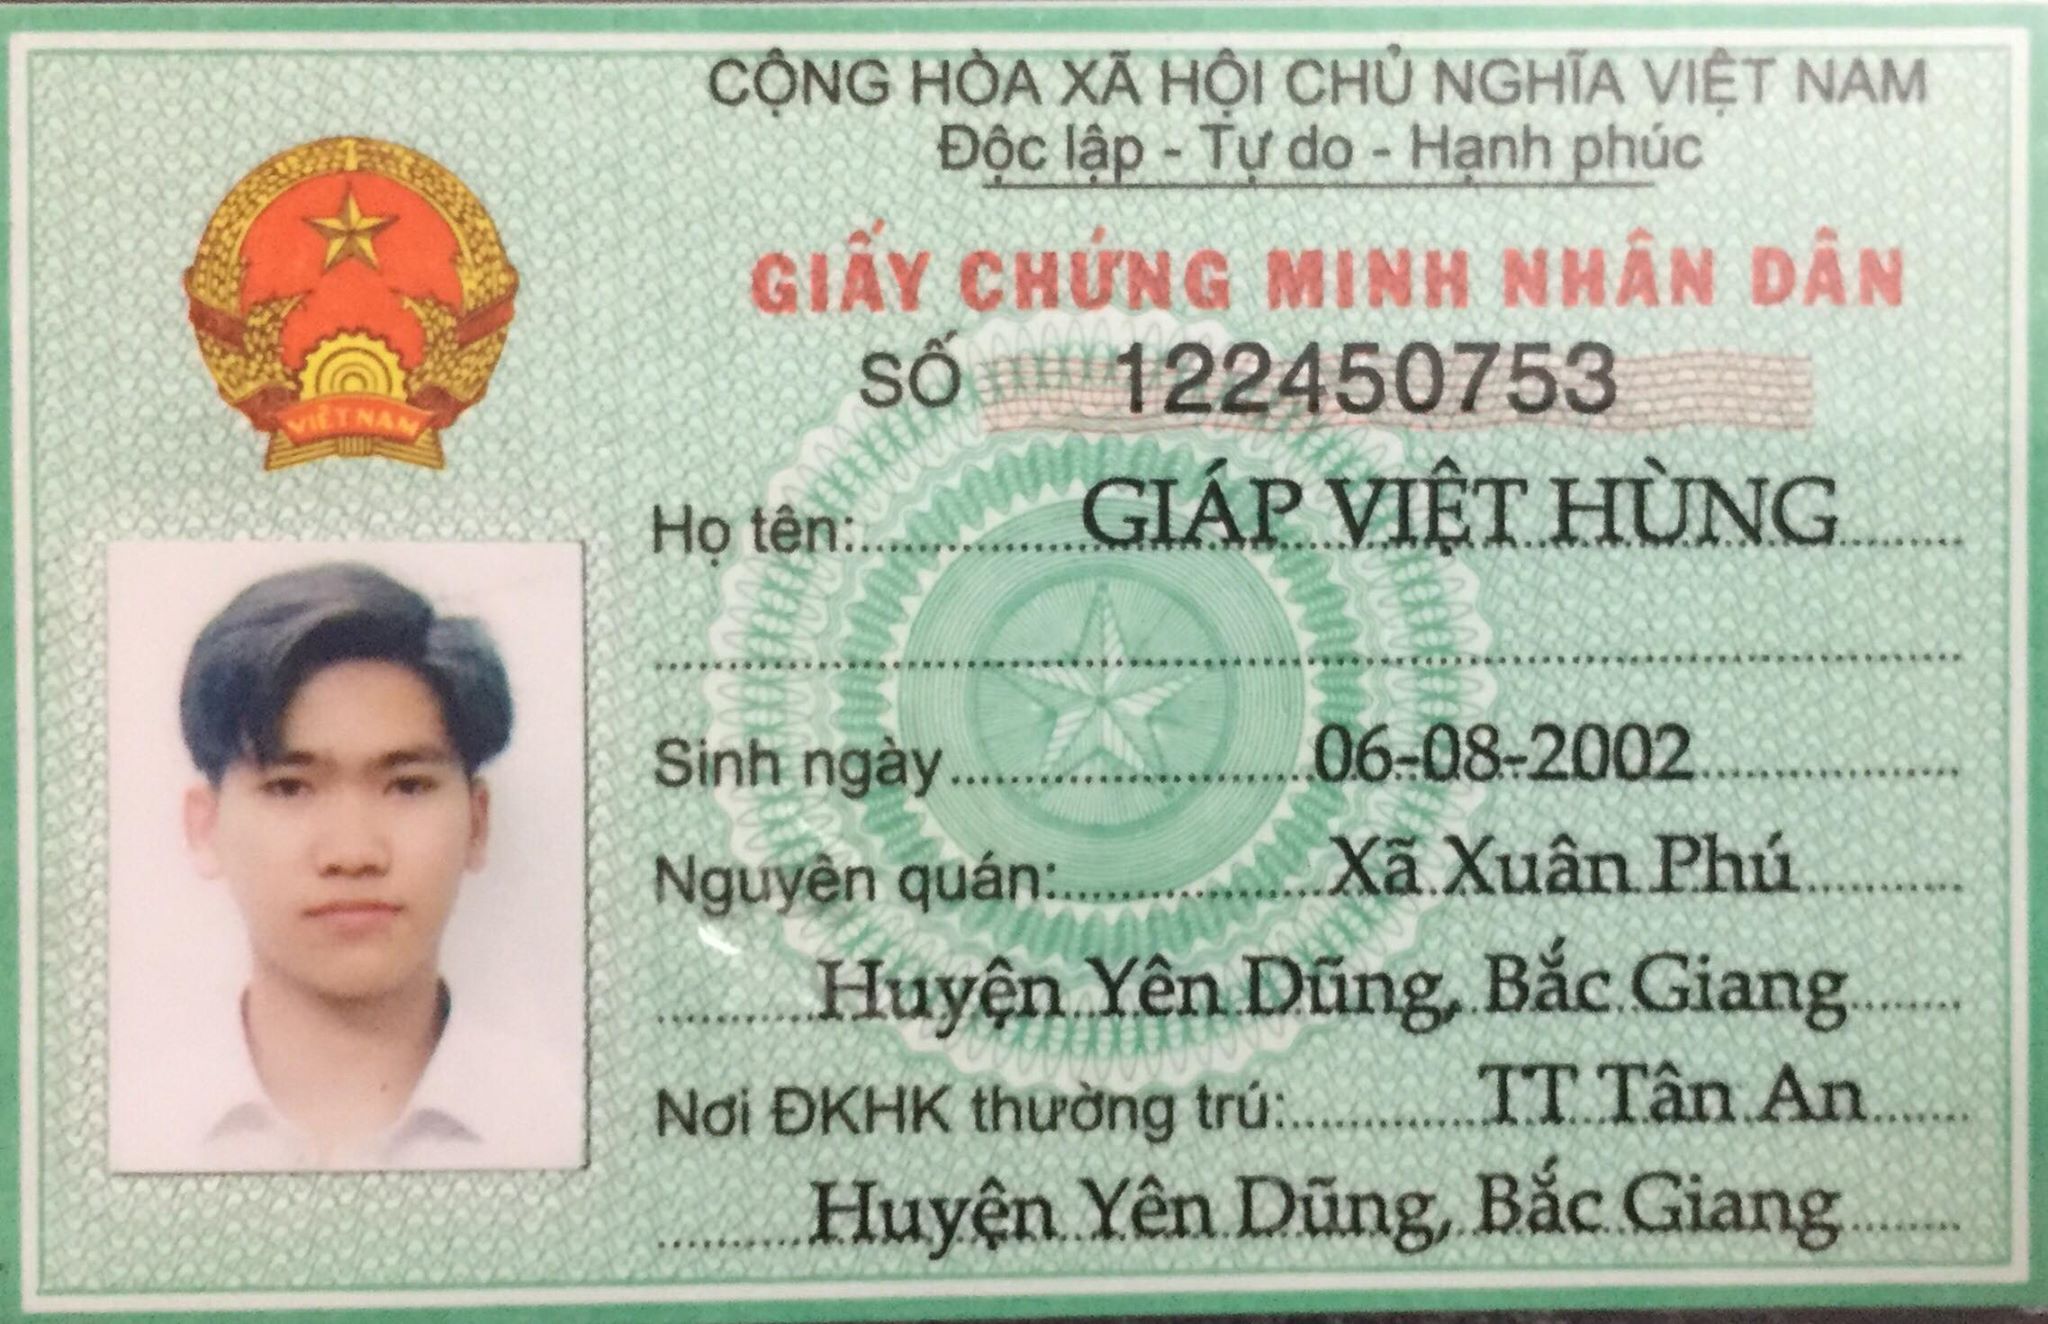 CỘNG HÒA XÃ HỘI CHỦ NGHĨA VIỆT NAM
Độc lập - Tự do - Hạnh phúc
GIẤY CHỨNG MINH NHÂN DÂN
SỐ 122450753
VIỆT NAM
Họ tên: GIÁP VIỆT HÙNG
Sinh ngày 06-08-2002
Nguyên quán: Xã Xuân Phú
Huyện Yên Dũng, Bắc Giang
Nơi ĐKHK thường trú: TT Tân An
Huyện Yên Dũng, Bắc Giang